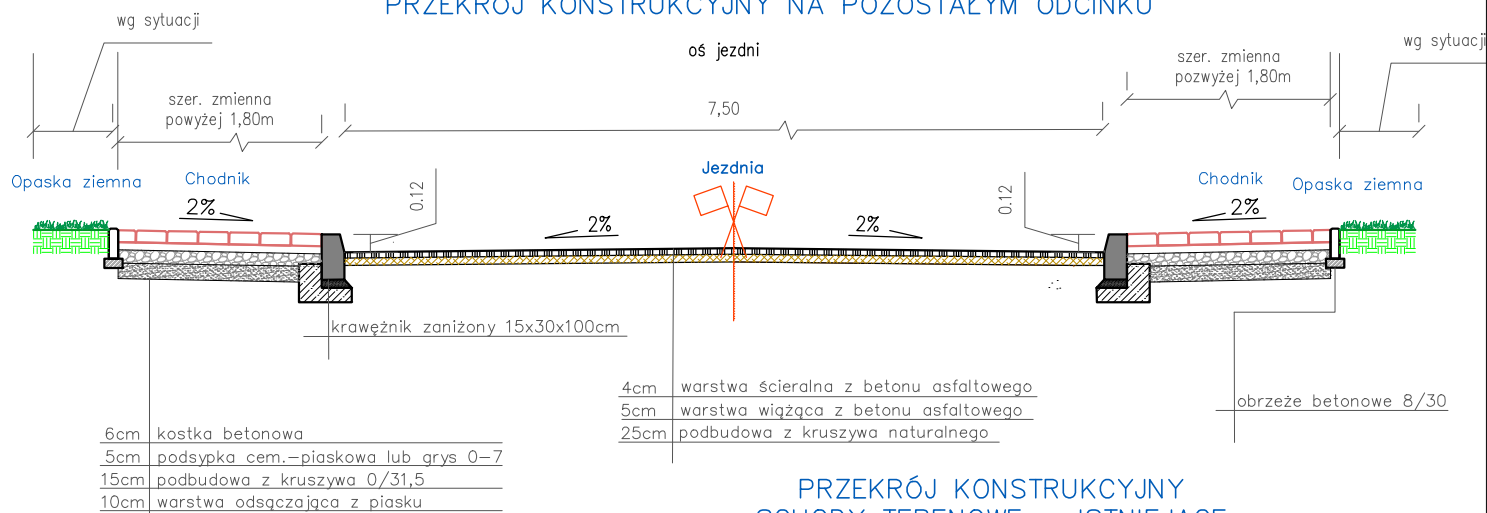 PRZEKRÓJ KONSTRUKCYJNY NA POZOSTAŁYM ODCINKU
wg sytuacji
oś jezdni
wg sytuacji
szer. zmienna
powyżej 1,80m
7,50
szer. zmienna
pozwyżej 1,80m
Opaska ziemna
Chodnik
2%
0.12
Jezdnia
2%
2%
0.12
Chodnik
2%
Opaska ziemna
krawężnik zaniżony 15x30x100cm
4cm warstwa ścieralna z betonu asfaltowego
5cm warstwa wiążąca z betonu asfaltowego
25cm podbudowa z kruszywa naturalnego
obrzeże betonowe 8/30
6cm kostka betonowa
5cm podsypka cem.-piaskowa lub grys 0-7
15cm podbudowa z kruszywa 0/31,5
10cm warstwa odsączająca z piasku
PRZEKRÓJ KONSTRUKCYJNY